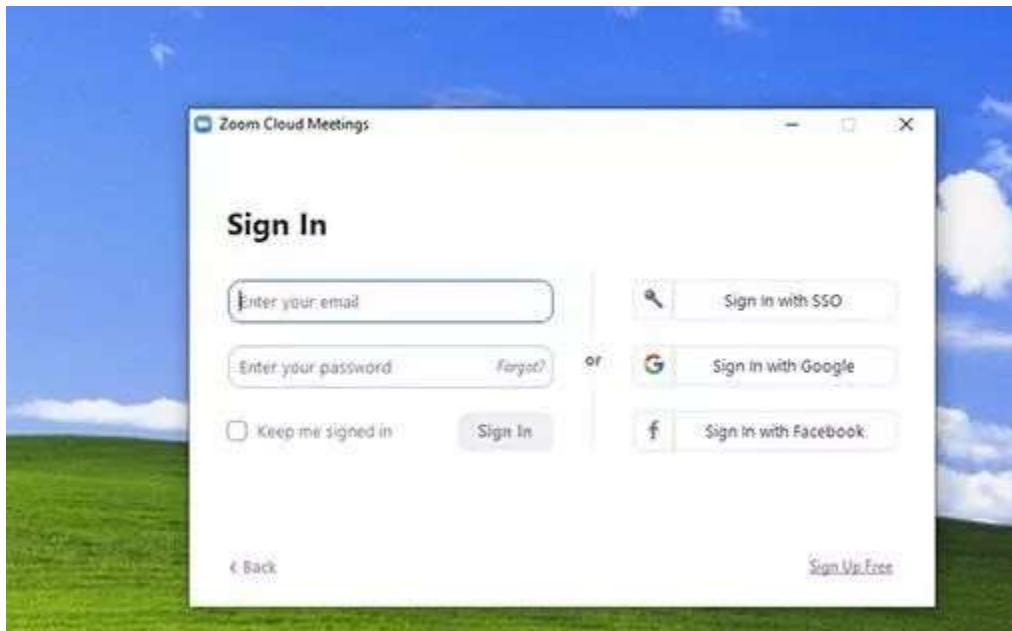 Zoom Cloud Meetings
Sign In
Enter your email
Enter your password Forgot?
Keep me signed in Sign In
or
Sign In with SSO
Sign In with Google
Sign In with Facebook
< Back
Sign Up Free